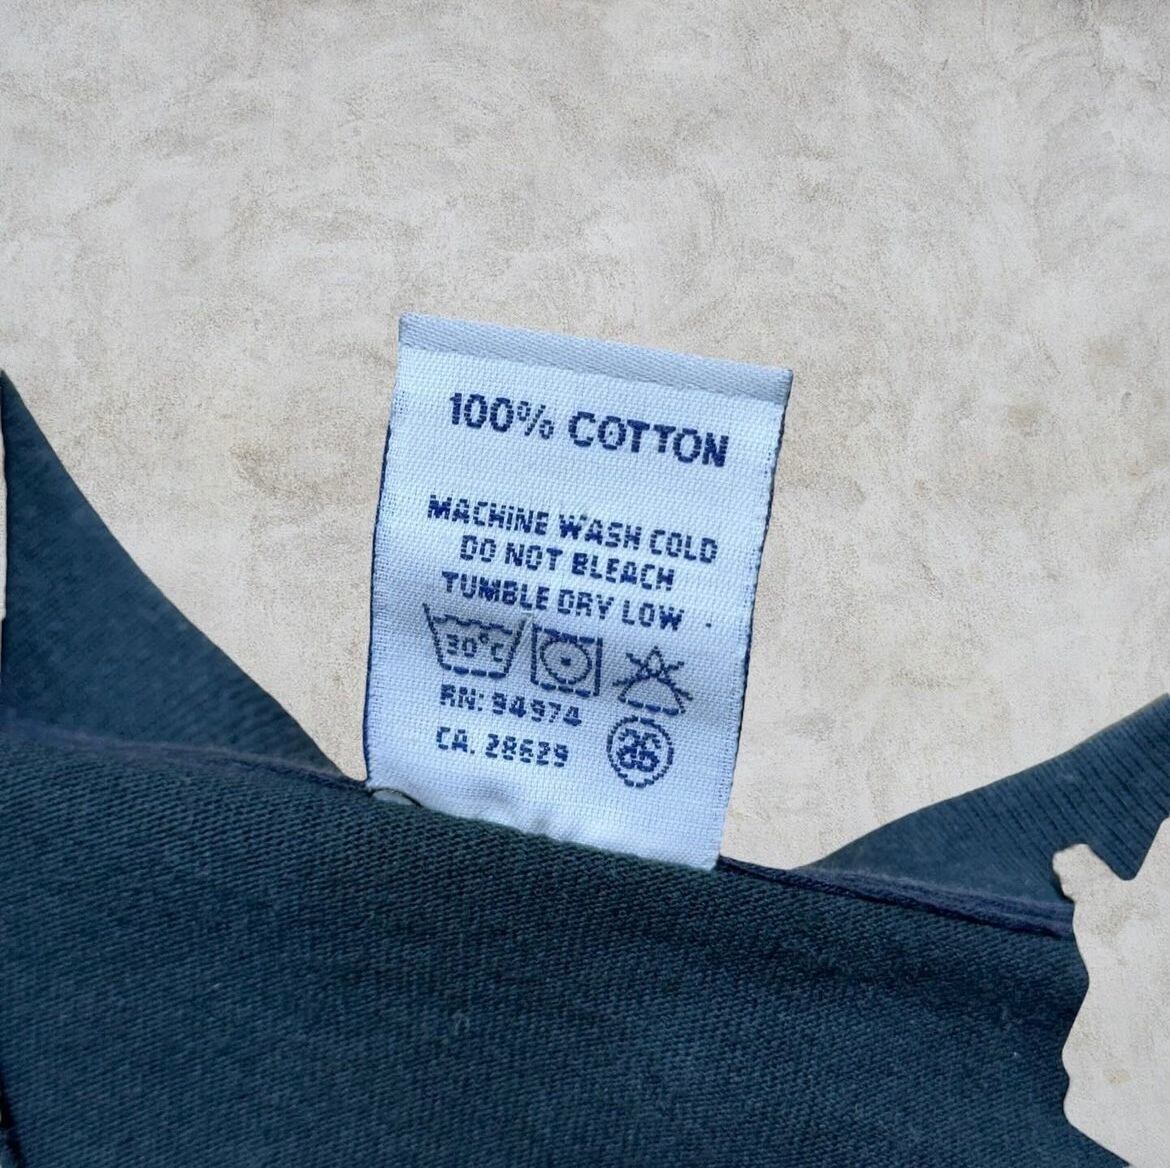 100% COTTON
MACHINE WASH COLD
DO NOT BLEACH
TUMBLE DRY LOW
30°C
RN: 94974
CA. 28629